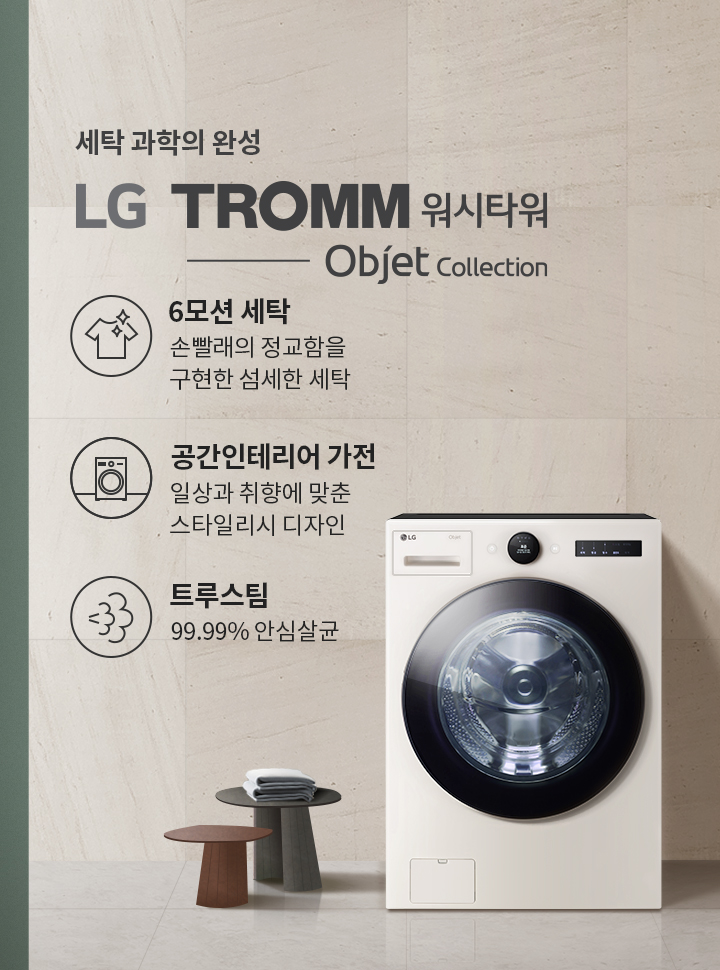 세탁 과학의 완성
LG TROMM 워시타워
Objet Collection
6모션 세탁
손빨래의 정교함을
구현한 섬세한 세탁
공간인테리어 가전
일상과 취향에 맞춘
스타일리시 디자인
트루스팀
99.99% 안심살균
LG Objet